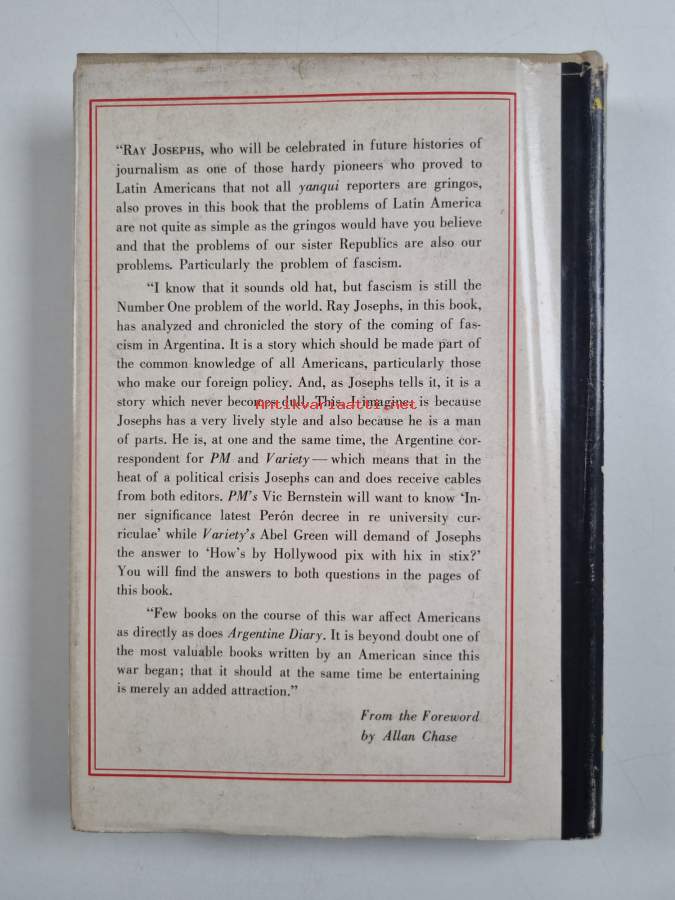 "RAY JOSEPHS, who will be celebrated in future histories of
journalism as one of those hardy pioneers who proved to
Latin Americans that not all yanqui reporters are gringos,
also proves in this book that the problems of Latin America
are not quite as simple as the gringos would have you believe
and that the problems of our sister Republics are also our
problems. Particularly the problem of fascism.
"I know that it sounds old hat, but fascism is still the
Number One problem of the world. Ray Josephs, in this book,
has analyzed and chronicled the story of the coming of fas-
cism in Argentina. It is a story which should be made part of
the common knowledge of all Americans, particularly those
who make our foreign policy. And, as Josephs tells it, it is a
story which never becomes dull. This, I imagine, is because
Antikvariaatti.net
Josephs has a very lively style and also because he is a man
of parts. He is, at one and the same time, the Argentine cor-
respondent for PM and Variety—which means that in the
heat of a political crisis Josephs can and does receive cables
from both editors. PM's Vic Bernstein will want to know 'In-
ner significance latest Perón decree in re university cur-
riculae' while Variety's Abel Green will demand of Josephs
the answer to 'How's by Hollywood pix with hix in stix?'
You will find the answers to both questions in the pages of
this book.
"Few books on the course of this war affect Americans
as directly as does Argentine Diary. It is beyond doubt one of
the most valuable books written by an American since this
war began; that it should at the same time be entertaining
is merely an added attraction."
From the Foreword
by Allan Chase